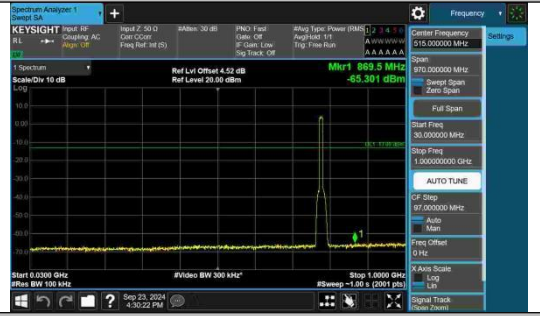 Spectrum Analyzer 1
Swept SA
Frequency
KEYSIGHT
RL
Input: RF
Coupling: AC
Align: Off
Input Z: 50 Ω
Corr CCorr
Freq Ref: Int (S)
#Atten: 30 dB
PNO: Fast
Gate: Off
IF Gain: Low
Sig Track: Off
#Avg Type: Power (RMS)
Avg|Hold: 1/1
Trig: Free Run
1 2 3 4 5 6
A W W W W W
A A A A A A
Center Frequency
515.000000 MHz
Settings
Span
970.000000 MHz
Swept Span
Zero Span
Full Span
Start Freq
30.000000 MHz
Stop Freq
1.000000000 GHz
AUTO TUNE
CF Step
97.000000 MHz
Auto
Man
Freq Offset
0 Hz
X Axis Scale
Log
Lin
Signal Track
(Span Zoom)
1 Spectrum
Scale/Div 10 dB
Log
Ref Lvl Offset 4.52 dB
Ref Level 20.00 dBm
Mkr1 869.5 MHz
-65.301 dBm
10.0
1
Start 0.0300 GHz
#Res BW 100 kHz
#Video BW 300 kHz*
Stop 1.0000 GHz
#Sweep ~1.00 s (2001 pts)
Sep 23, 2024
4:30:22 PM